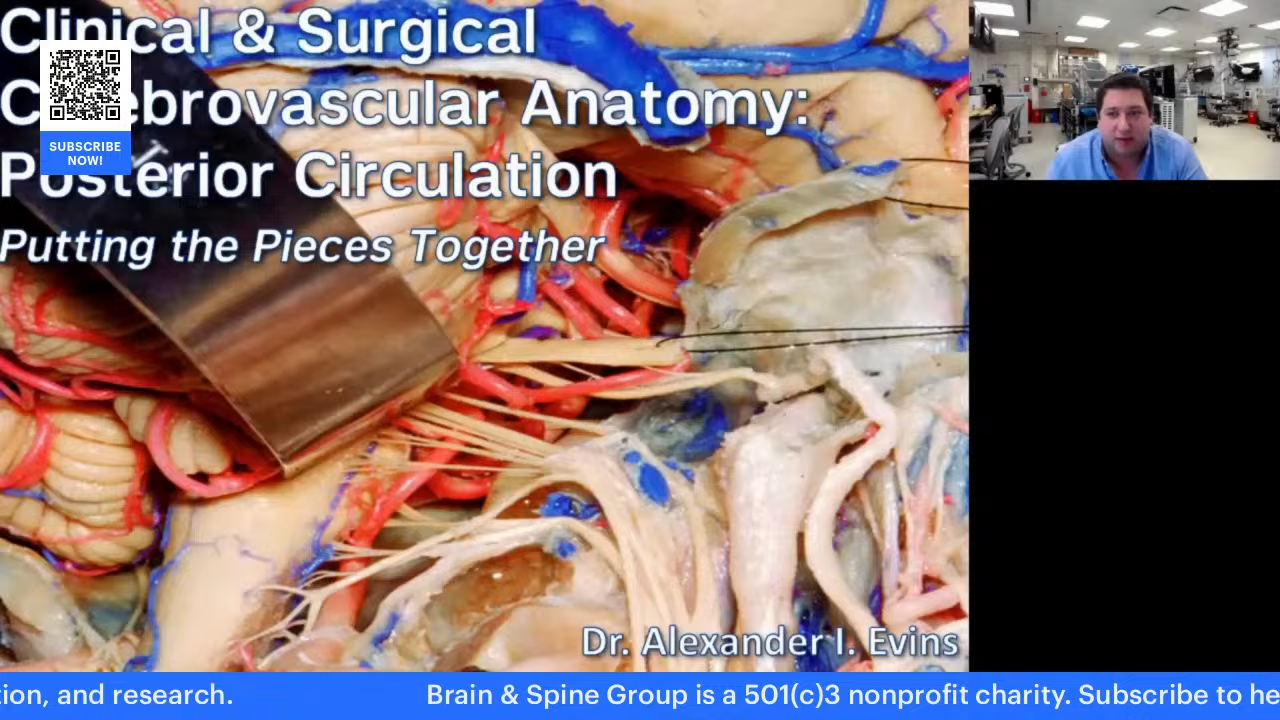 Clinical & Surgical
C ebrovascular Anatomy:
Posterior Circulation
Putting the Pieces Together
SUBSCRIBE
NOW!
Dr. Alexander I. Evins
tion, and research. Brain & Spine Group is a 501(c)3 nonprofit charity. Subscribe to he